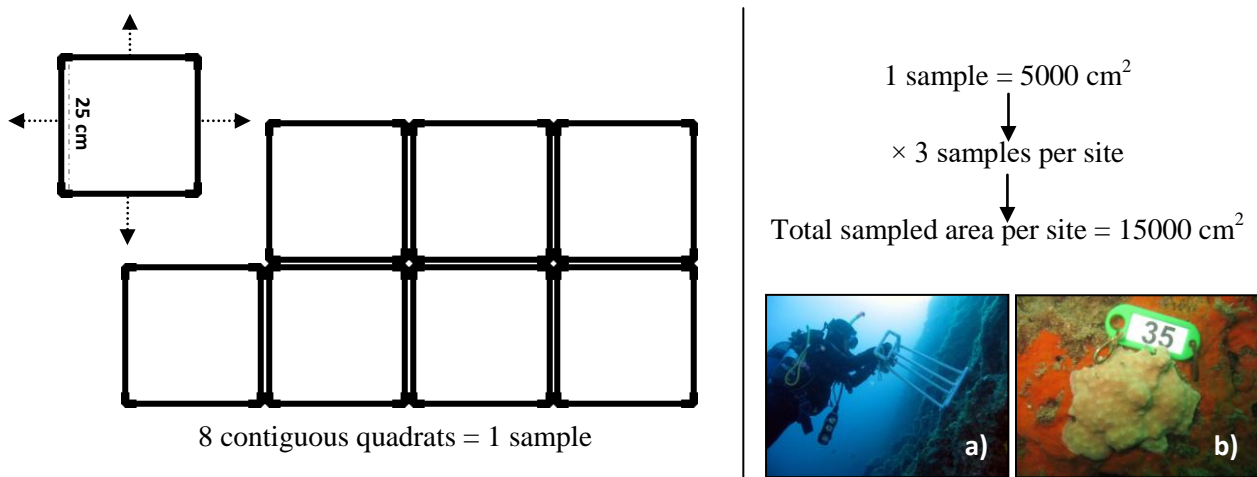 25 cm
8 contiguous quadrats = 1 sample
1 sample = 5000 cm²
× 3 samples per site
Total sampled area per site = 15000 cm²
a)
35
b)